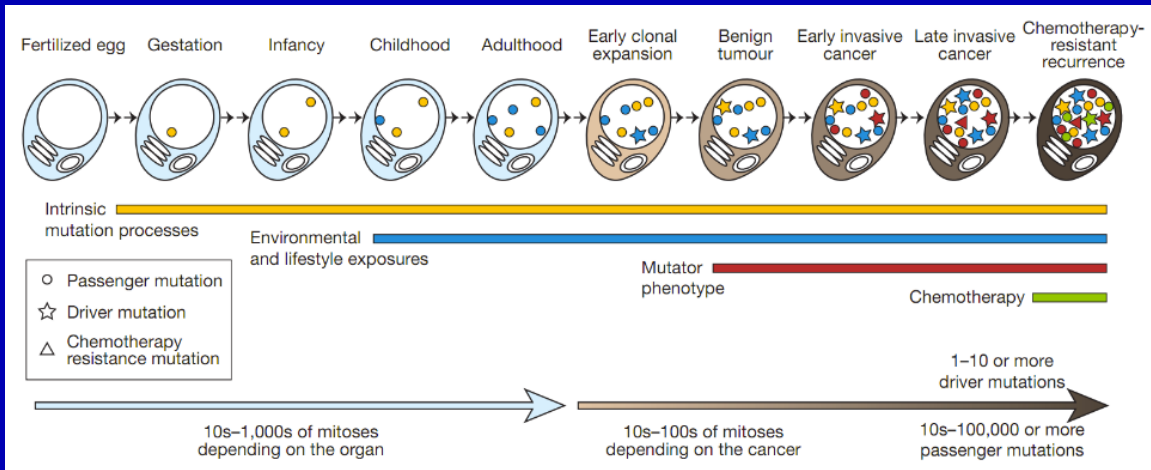 Fertilized egg
Gestation
Infancy
Childhood
Adulthood
Early clonal
expansion
Benign
tumour
Early invasive
cancer
Late invasive
cancer
Chemotherapy-
resistant
recurrence
Intrinsic
mutation processes
Environmental
and lifestyle exposures
Mutator
phenotype
Chemotherapy
Passenger mutation
Driver mutation
Chemotherapy
resistance mutation
1–10 or more
driver mutations
10s–1,000s of mitoses
depending on the organ
10s–100s of mitoses
depending on the cancer
10s–100,000 or more
passenger mutations